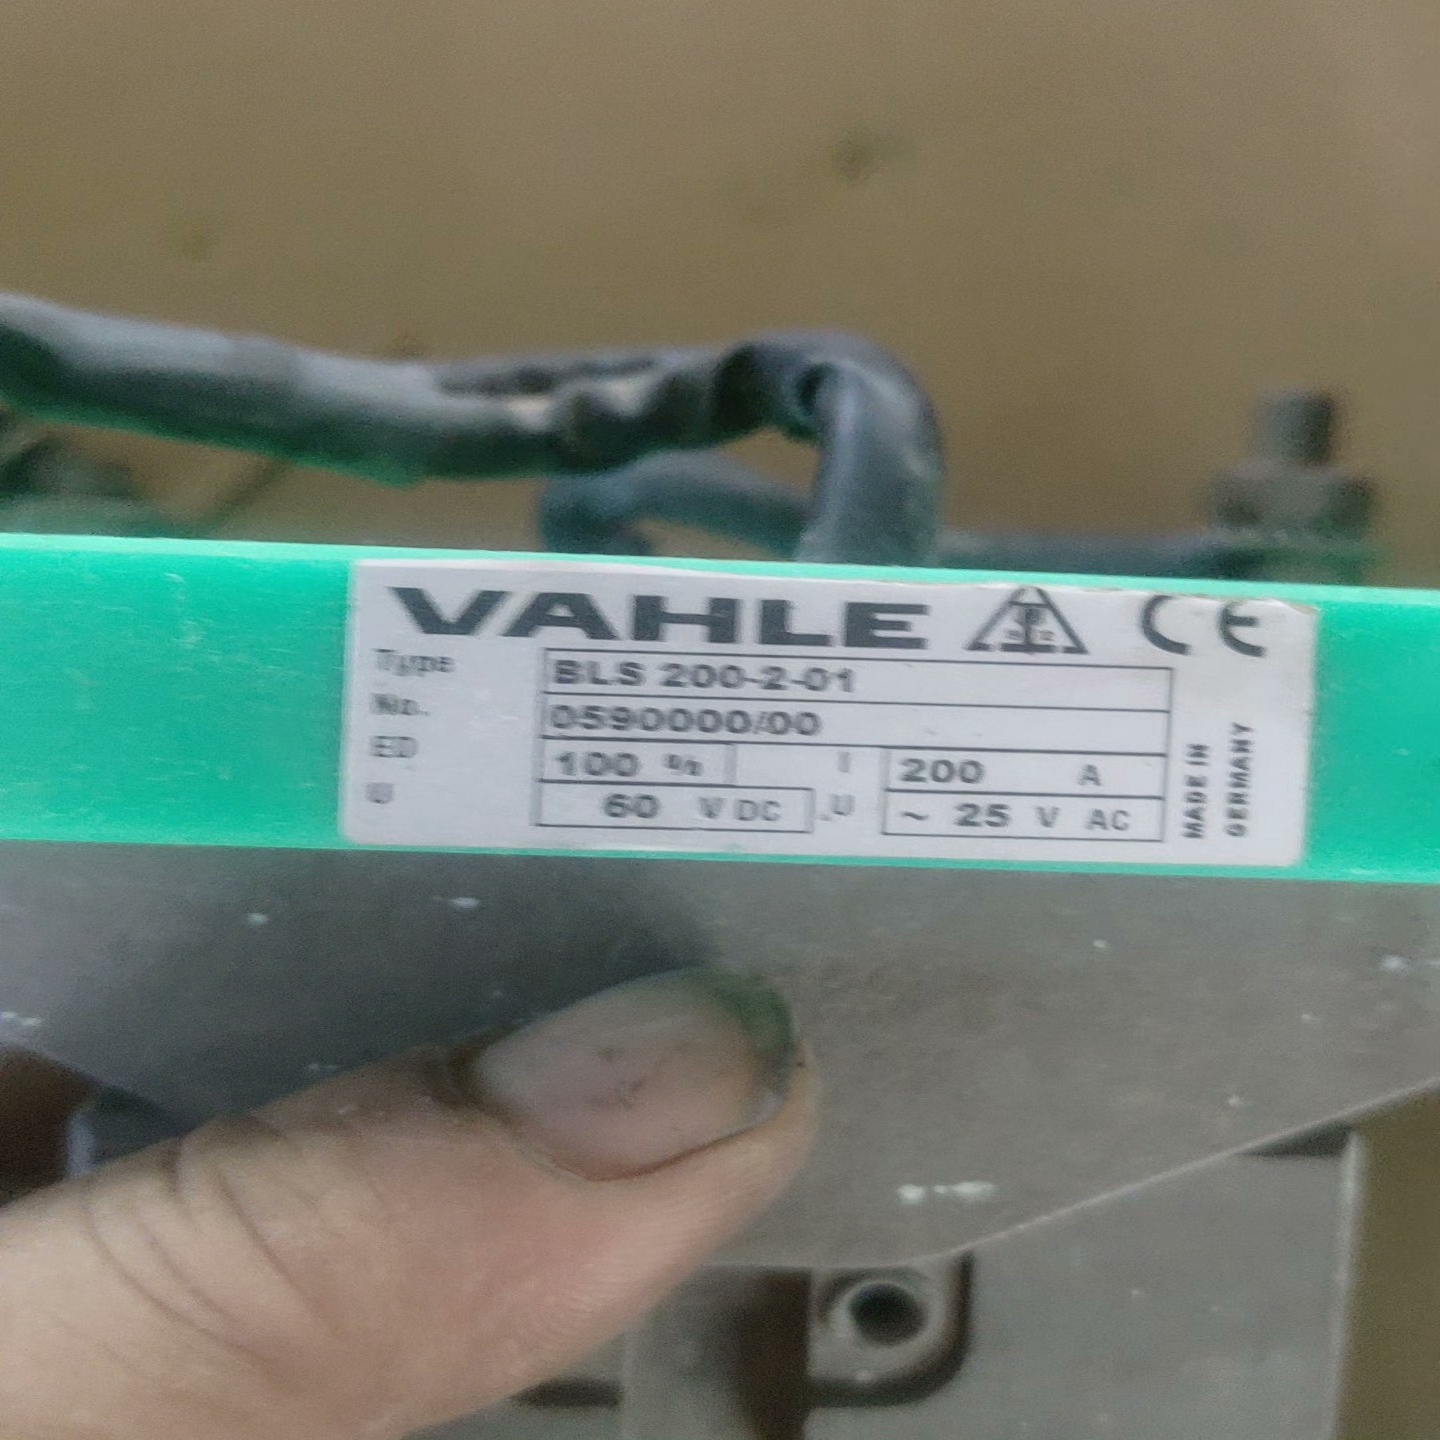 VAHLE CE
Type BLS 200-2-01
No. 0590000/00
ED 100 % I 200 A
U 60 V DC U ~ 25 V AC
MADE IN
GERMANY